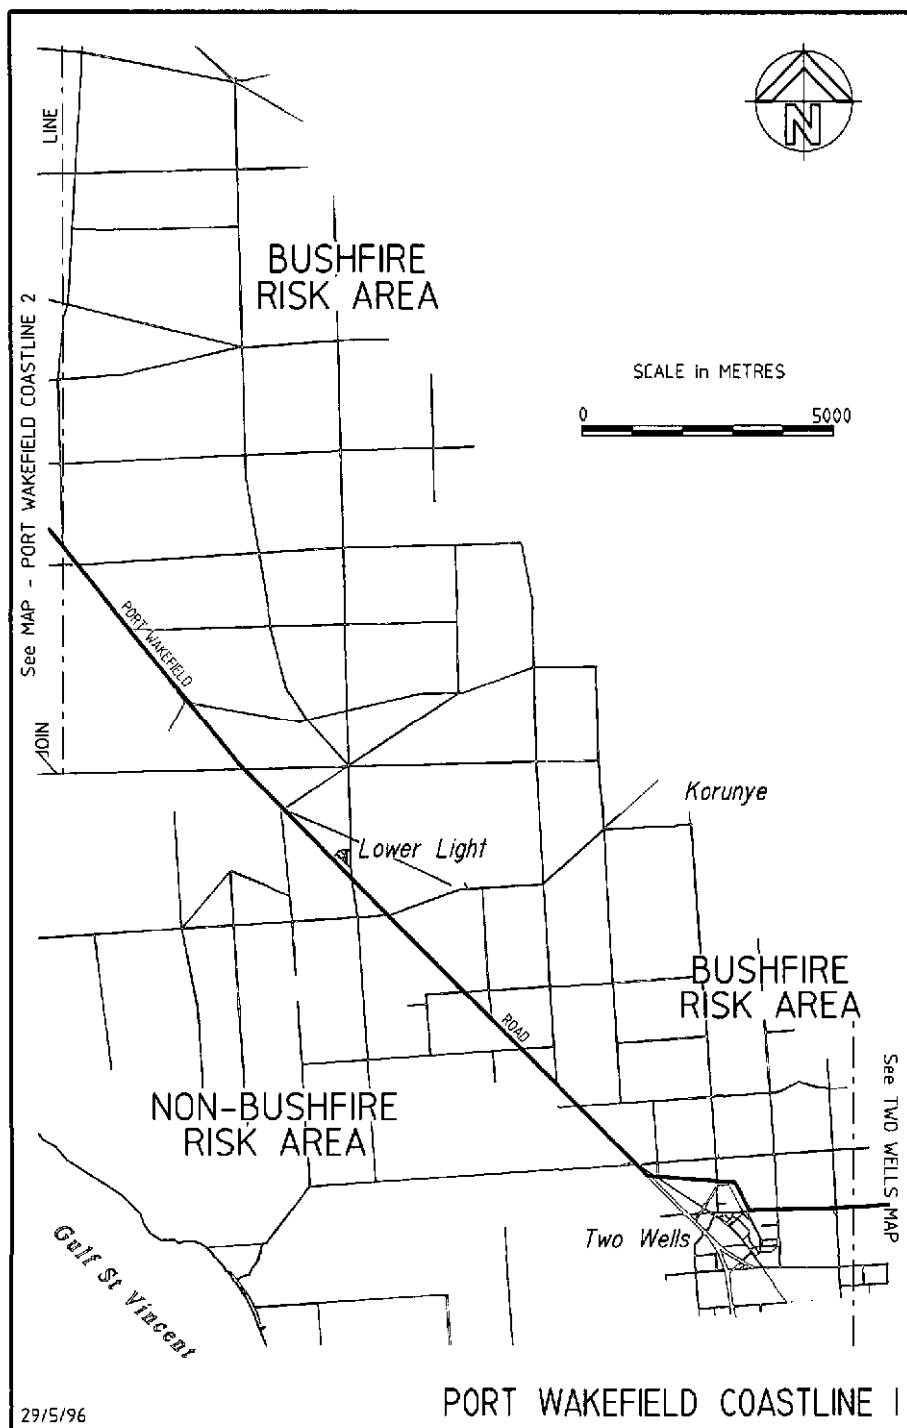 N
LINE
BUSHFIRE
RISK AREA
See MAP - PORT WAKEFIELD COASTLINE 2
SCALE in METRES
0 5000
PORT WAKEFIELD
JOIN
Korunye
Lower Light
BUSHFIRE
RISK AREA
ROAD
See TWO WELLS MAP
NON-BUSHFIRE
RISK AREA
Two Wells
Gulf St Vincent
PORT WAKEFIELD COASTLINE 1
29/5/96